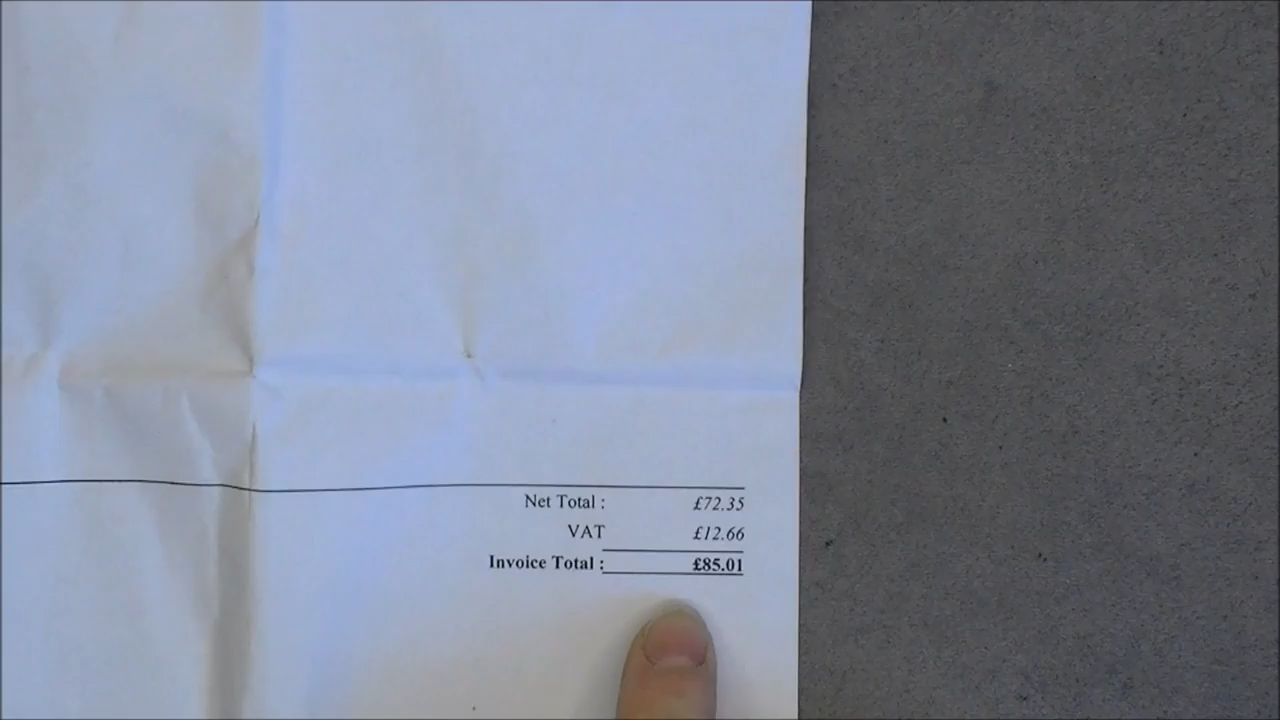 Net Total : £72.35
VAT £12.66
Invoice Total : £85.01